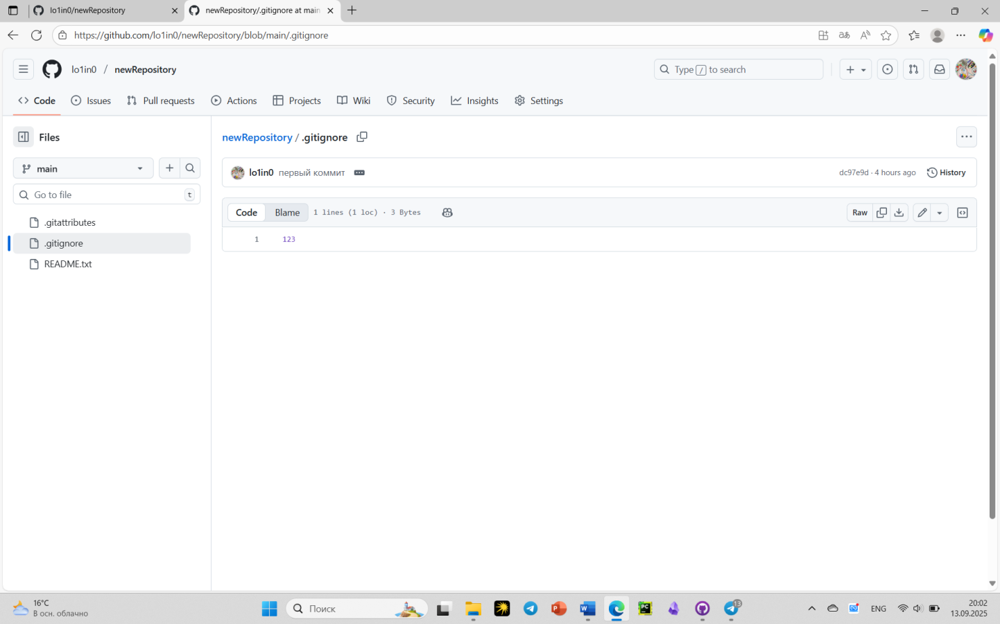 lo1in0/newRepository
newRepository/.gitignore at main
https://github.com/lo1in0/newRepository/blob/main/.gitignore
lo1in0 / newRepository
Type / to search
Code
Issues
Pull requests
Actions
Projects
Wiki
Security
Insights
Settings
Files
newRepository / .gitignore
main
lo1in0 первый коммит
dc97e9d · 4 hours ago
History
Go to file
t
Code
Blame
1 lines (1 loc) · 3 Bytes
Raw
.gitattributes
1
123
.gitignore
README.txt
16°C
В осн. облачно
Поиск
PC
13
ENG
20:02
13.09.2025